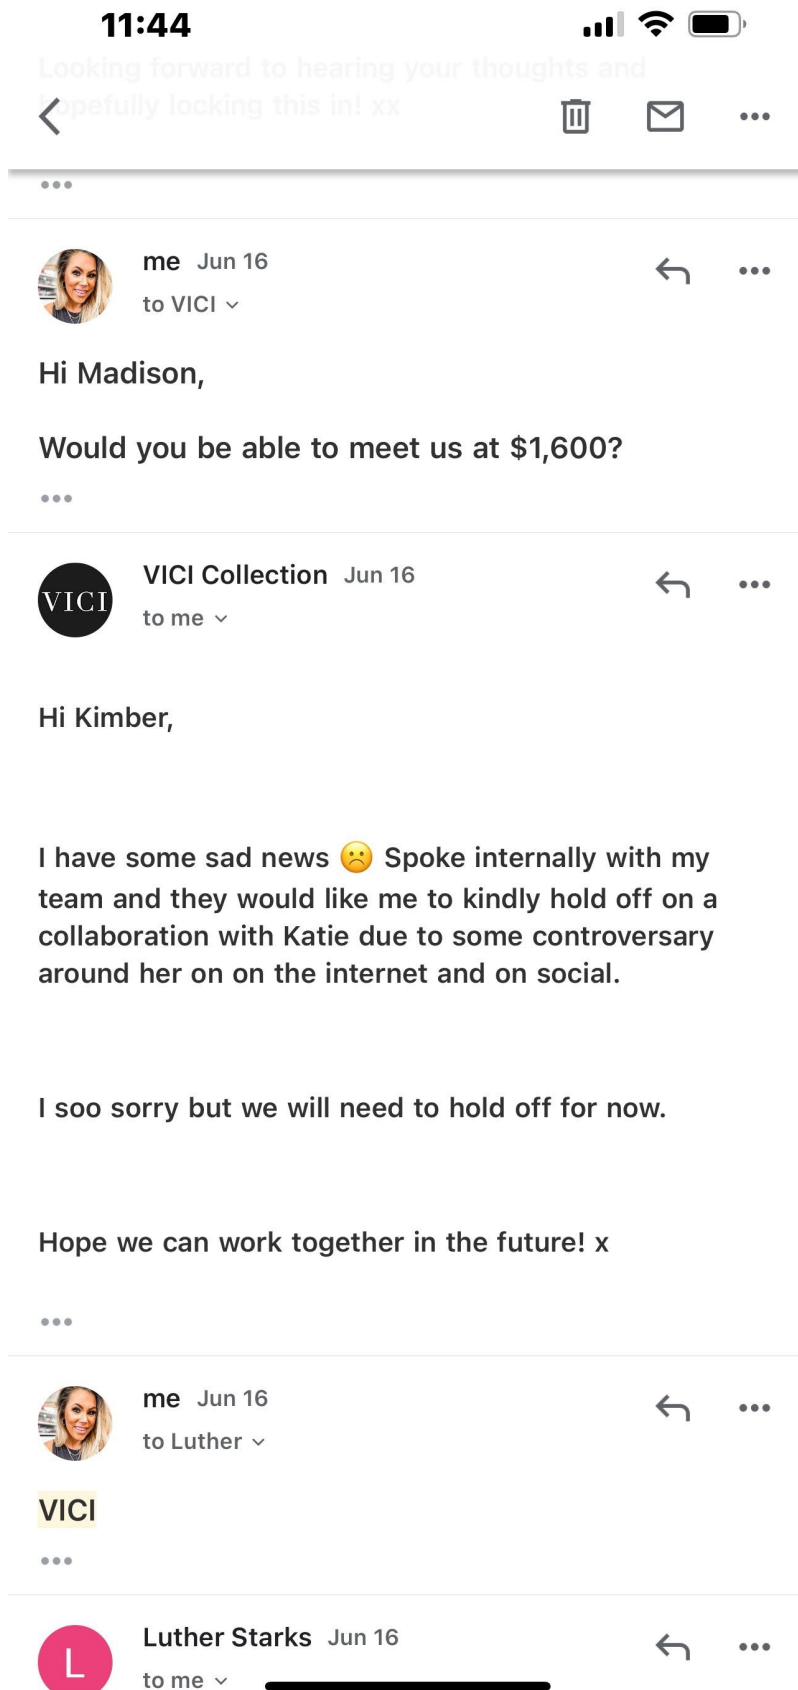 11:44
Looking forward to hearing your thoughts and
hopefully locking this in! xx
me Jun 16
to VICI
Hi Madison,
Would you be able to meet us at $1,600?
VICI
VICI Collection Jun 16
to me
Hi Kimber,
I have some sad news ☹️ Spoke internally with my
team and they would like me to kindly hold off on a
collaboration with Katie due to some controversary
around her on on the internet and on social.
I soo sorry but we will need to hold off for now.
Hope we can work together in the future! x
me Jun 16
to Luther
VICI
L
Luther Starks Jun 16
to me